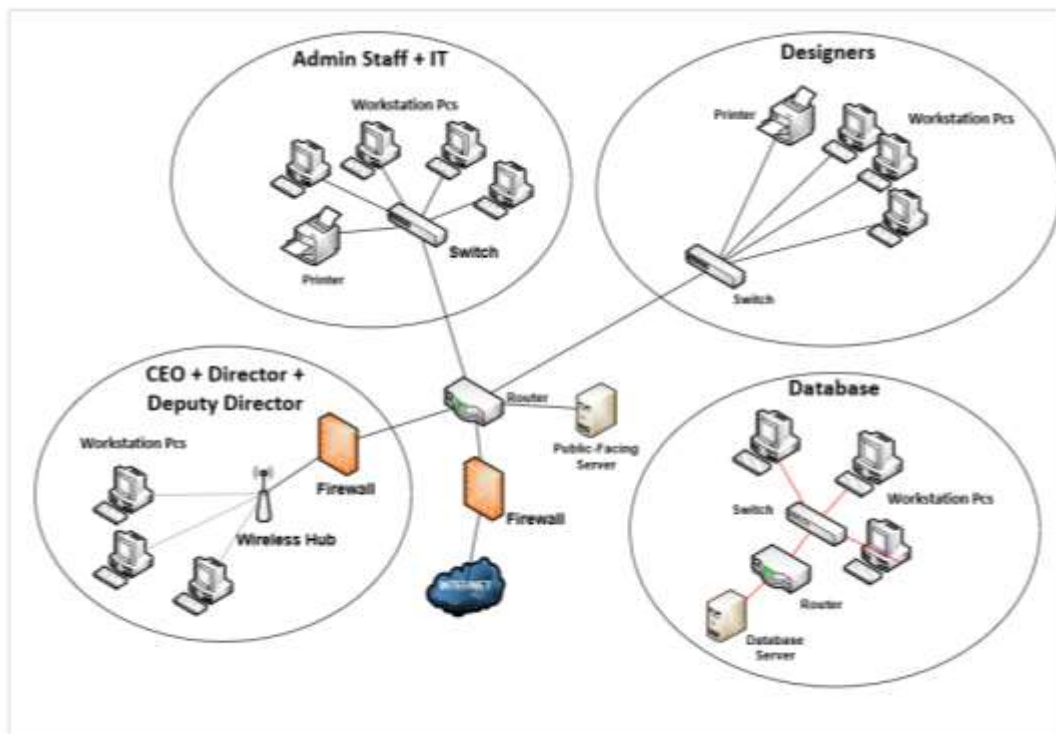 Admin Staff + IT
Workstation Pcs
Switch
Printer
Designers
Printer
Workstation Pcs
Switch
CEO + Director +
Deputy Director
Workstation Pcs
Firewall
Wireless Hub
Router
Public-Facing
Server
Firewall
INTERNET
Database
Workstation Pcs
Switch
Router
Database
Server